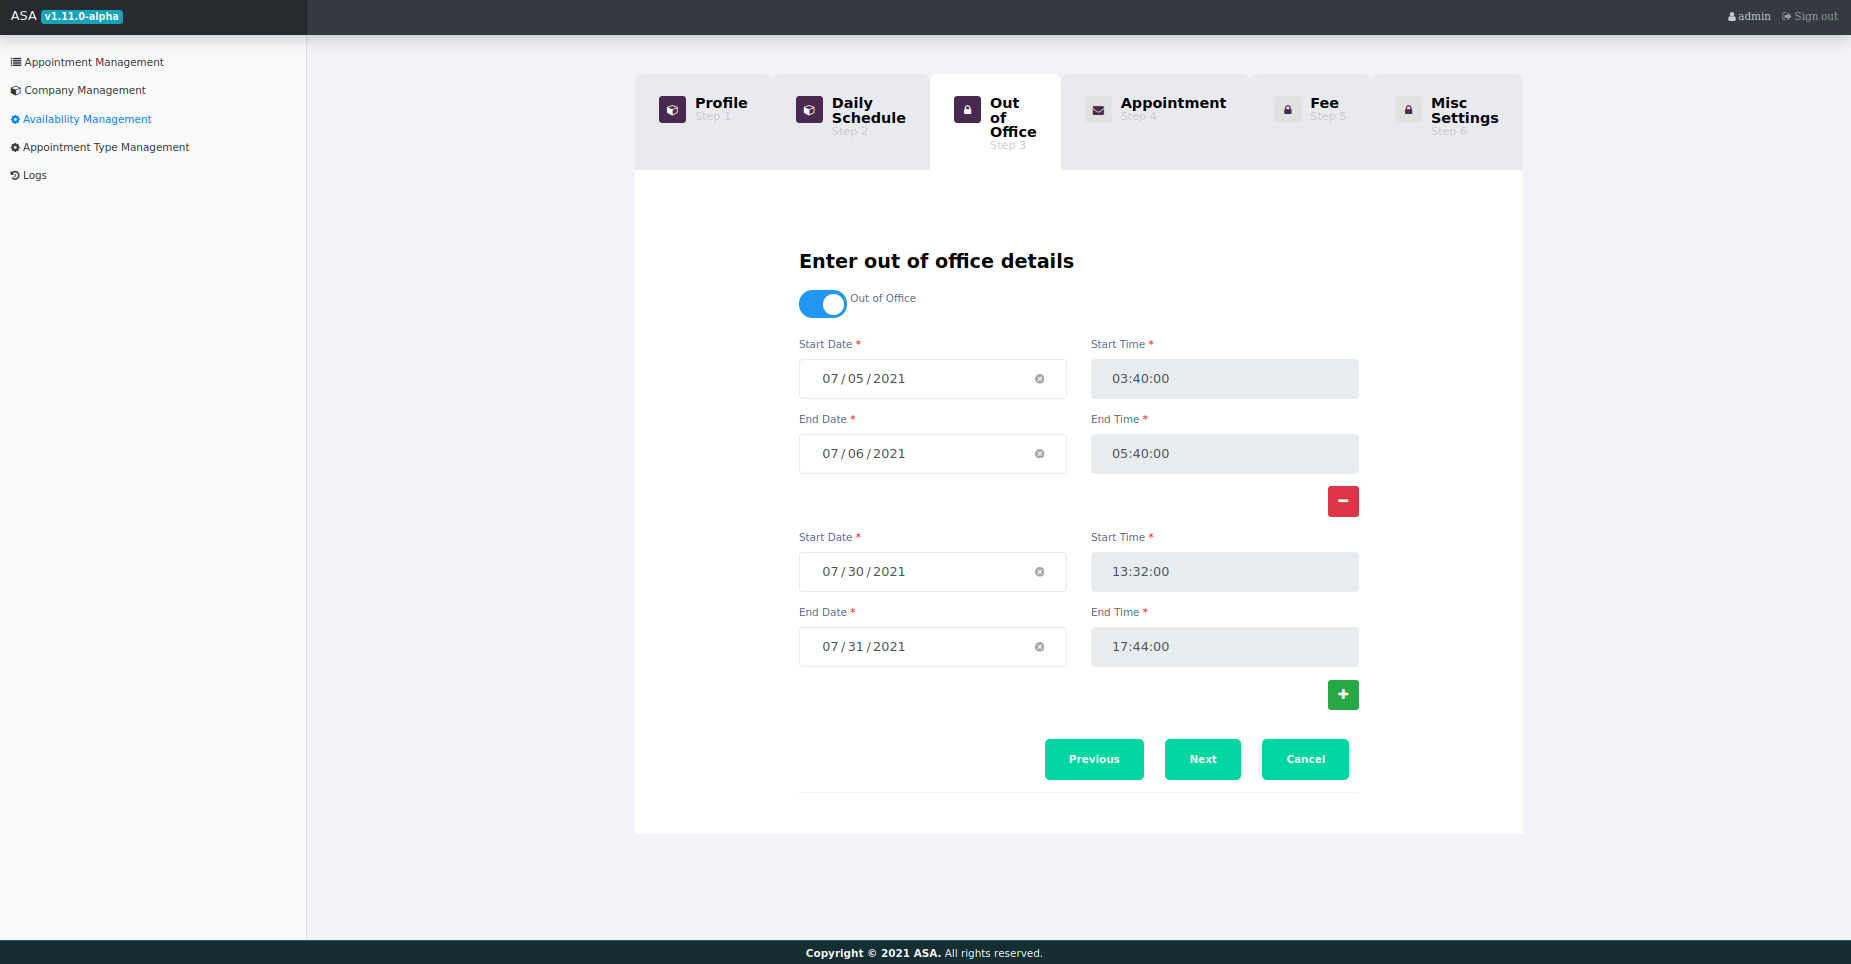 ASA v1.11.0-alpha
admin Sign out
Appointment Management
Company Management
Availability Management
Appointment Type Management
Logs
Profile
Step 1
Daily
Schedule
Step 2
Out
of
Office
Step 3
Appointment
Step 4
Fee
Step 5
Misc
Settings
Step 6
Enter out of office details
Out of Office
Start Date * Start Time *
07/05/2021 03:40:00
End Date * End Time *
07/06/2021 05:40:00
Start Date * Start Time *
07/30/2021 13:32:00
End Date * End Time *
07/31/2021 17:44:00
Previous Next Cancel
Copyright © 2021 ASA. All rights reserved.